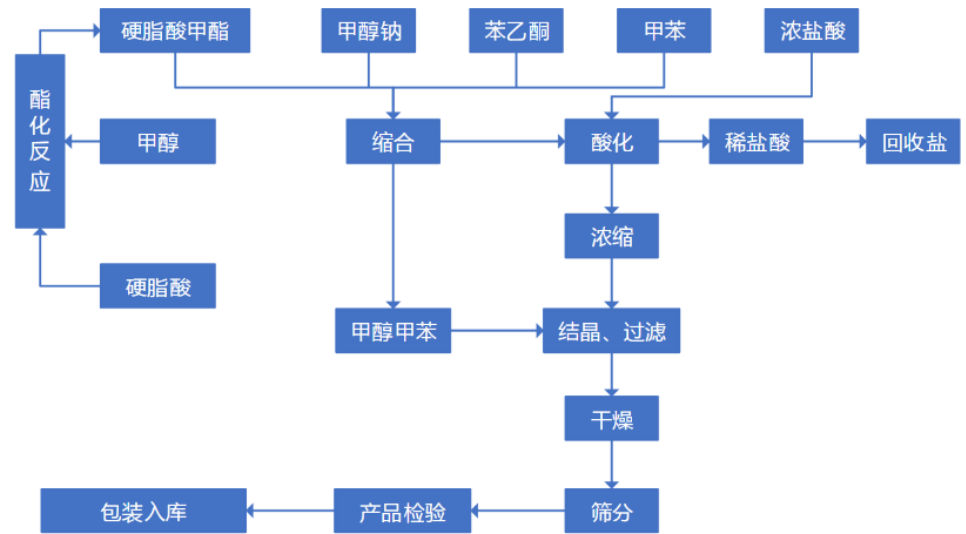 硬脂酸甲酯
甲醇钠
苯乙酮
甲苯
浓盐酸
酯化反应
甲醇
缩合
酸化
稀盐酸
回收盐
浓缩
硬脂酸
甲醇甲苯
结晶、过滤
干燥
包装入库
产品检验
筛分